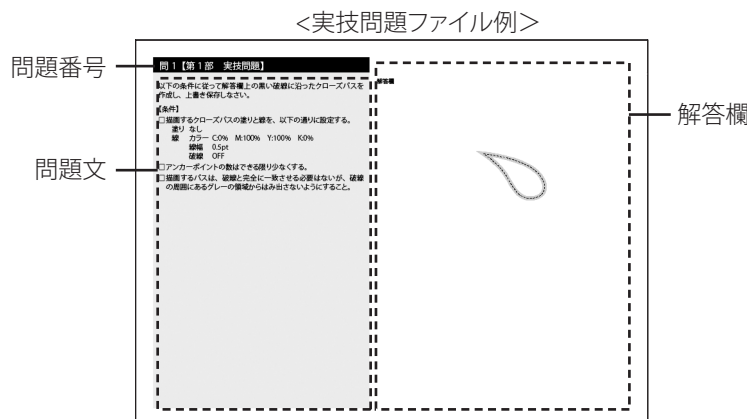 <実技問題ファイル例>
問題番号
問1【第1部 実技問題】
解答欄
以下の条件に従って解答欄上の黒い破線に沿ったクローズパスを
作成し、上書き保存しなさい。
【条件】
□描画するクローズパスの塗りと線を、以下の通りに設定する。
塗り なし
線 カラー C:0% M:100% Y:100% K:0%
線幅 0.5pt
破線 OFF
□アンカーポイントの数はできる限り少なくする。
□描画するパスは、破線と完全に一致させる必要はないが、破線
の周囲にあるグレーの領域からはみ出さないようにすること。
問題文
解答欄